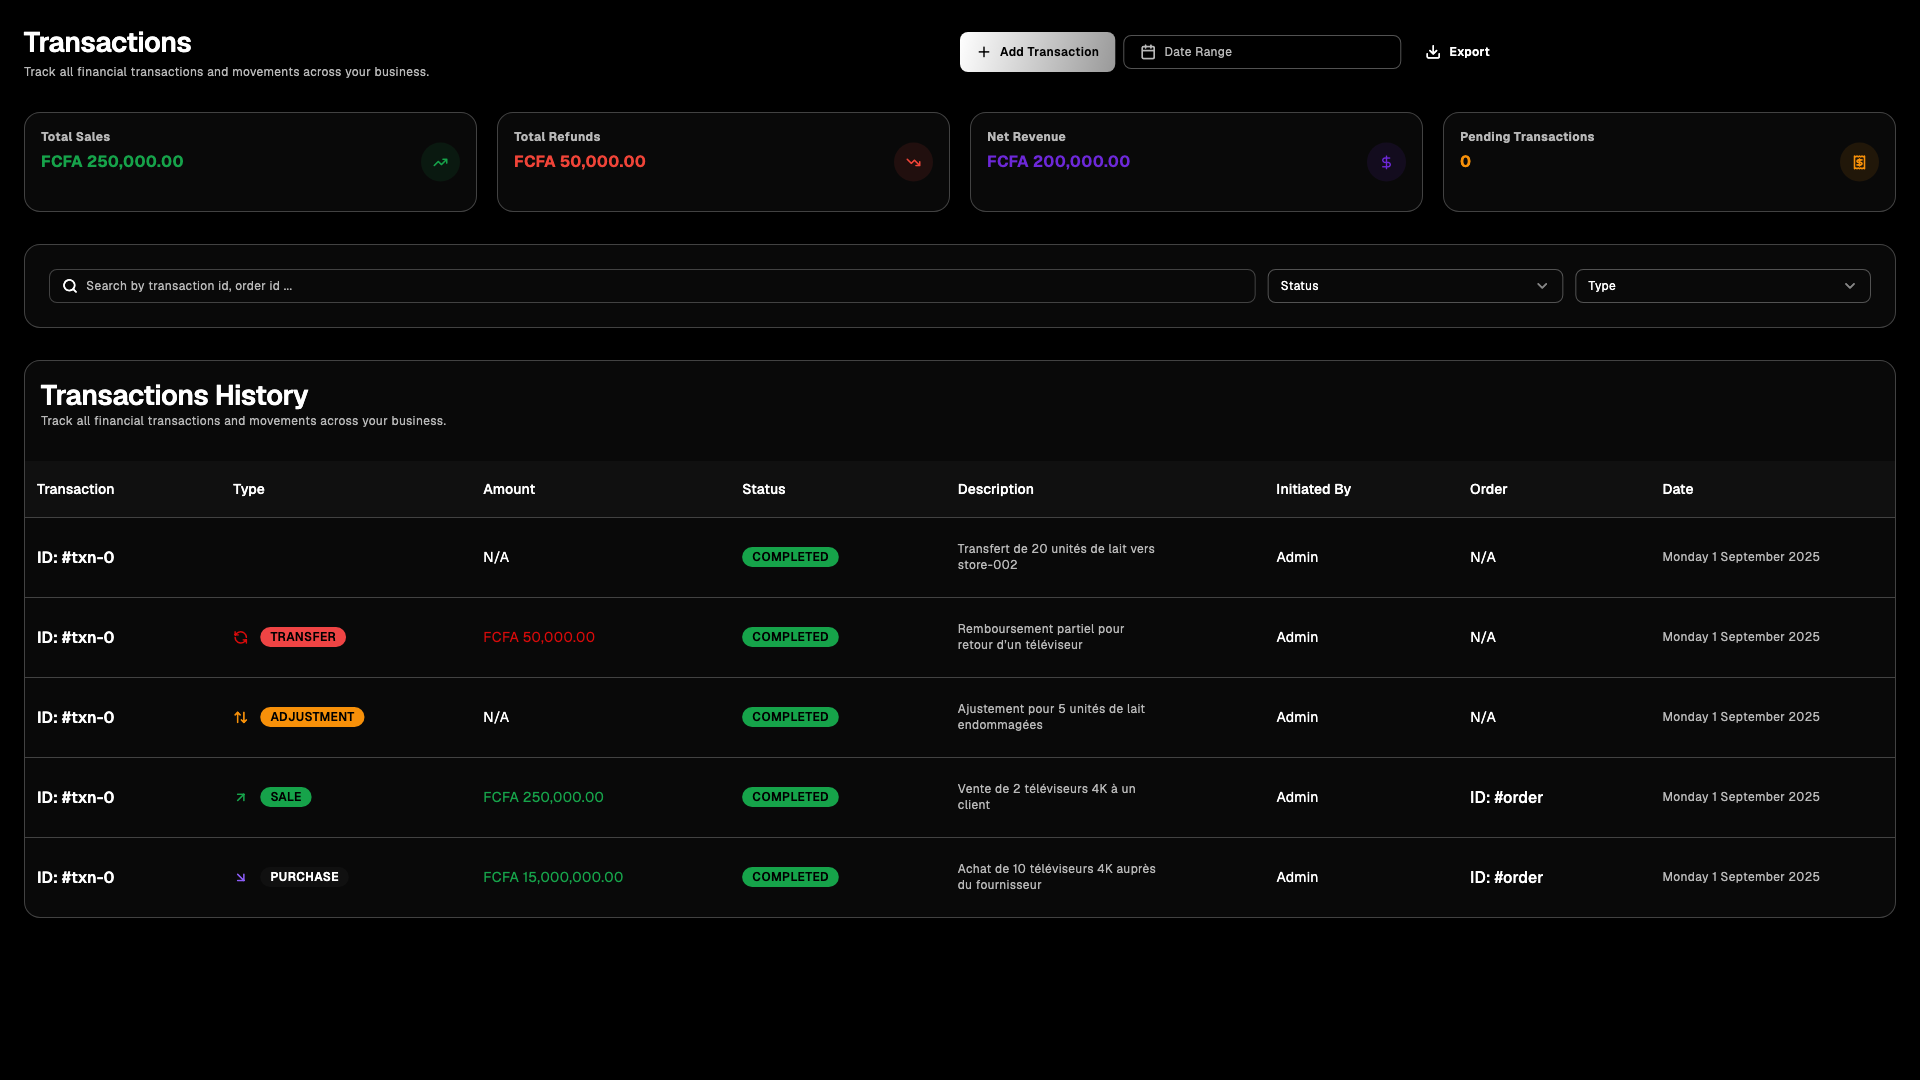 Transactions
Track all financial transactions and movements across your business.
Add Transaction
Date Range
Export
Total Sales
FCFA 250,000.00
Total Refunds
FCFA 50,000.00
Net Revenue
FCFA 200,000.00
Pending Transactions
0
Search by transaction id, order id ...
Status
Type
Transactions History
Track all financial transactions and movements across your business.
Transaction Type Amount Status Description Initiated By Order Date
ID: #txn-0 N/A COMPLETED Transfert de 20 unités de lait vers
store-002 Admin N/A Monday 1 September 2025
ID: #txn-0 TRANSFER FCFA 50,000.00 COMPLETED Remboursement partiel pour
retour d'un téléviseur Admin N/A Monday 1 September 2025
ID: #txn-0 ADJUSTMENT N/A COMPLETED Ajustement pour 5 unités de lait
endommagées Admin N/A Monday 1 September 2025
ID: #txn-0 SALE FCFA 250,000.00 COMPLETED Vente de 2 téléviseurs 4K à un
client Admin ID: #order Monday 1 September 2025
ID: #txn-0 PURCHASE FCFA 15,000,000.00 COMPLETED Achat de 10 téléviseurs 4K auprès
du fournisseur Admin ID: #order Monday 1 September 2025